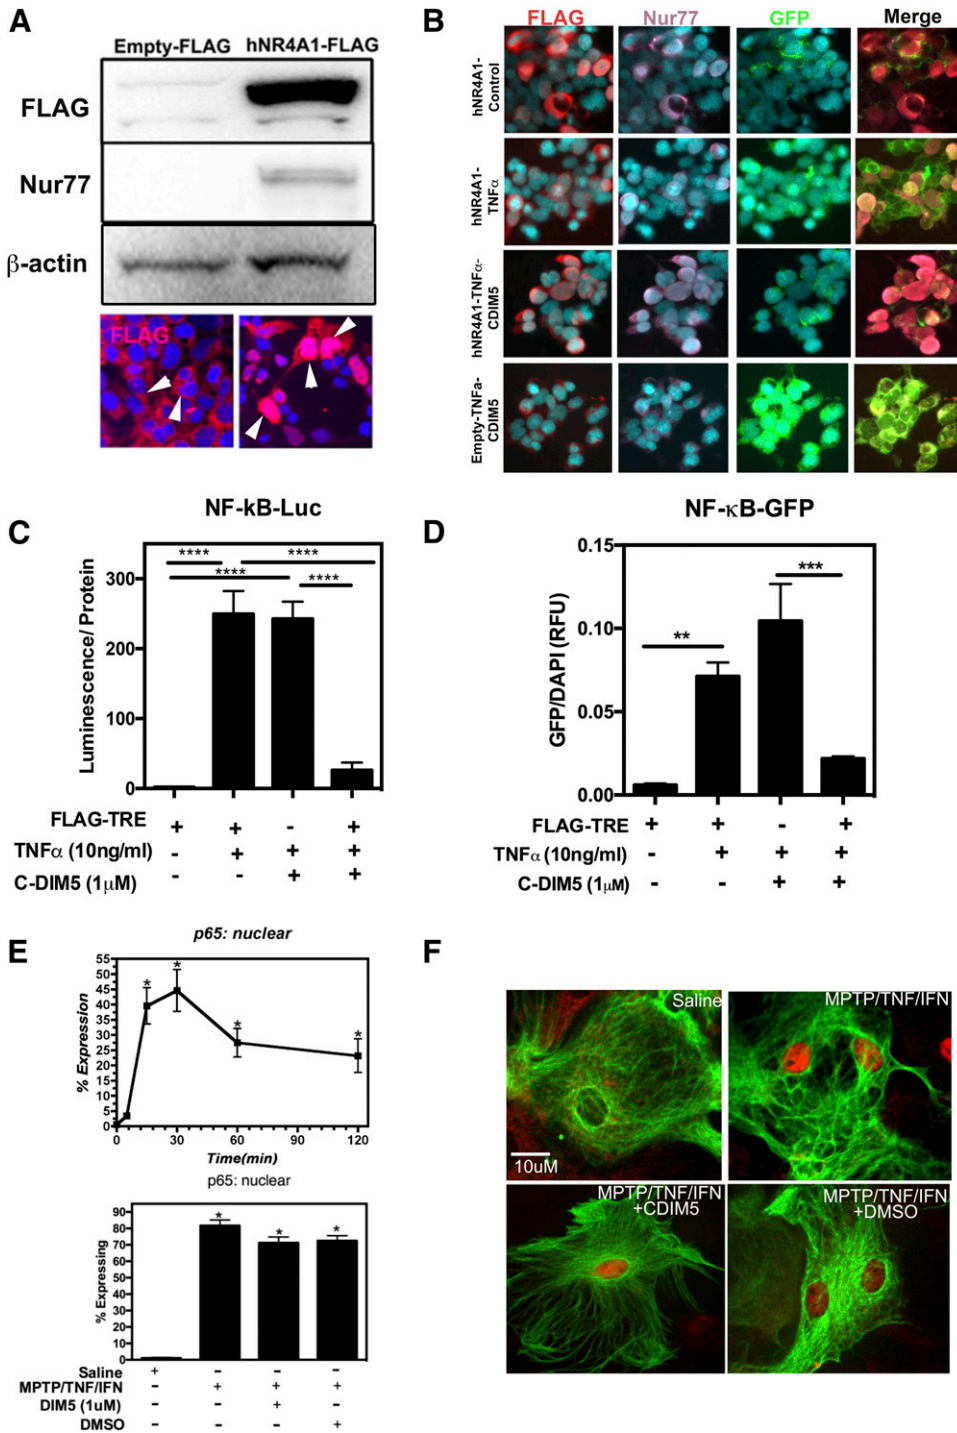 A
Empty-FLAG hNR4A1-FLAG
FLAG
Nur77
β-actin
FLAG
B
FLAG Nur77 GFP Merge
hNR4A1-
Control
hNR4A1-
TNFα
hNR4A1-TNFα-
CDIM5
Empty-TNFa-
CDIM5
C
NF-kB-Luc
Luminescence/ Protein
300
200
100
0
**** ****
**** ****
FLAG-TRE + + - +
TNFα (10ng/ml) - + + +
C-DIM5 (1μM) - - + +
D
NF-κB-GFP
GFP/DAPI (RFU)
0.15
0.10
0.05
0.00
** ***
FLAG-TRE + + - +
TNFα (10ng/ml) - + + +
C-DIM5 (1μM) - - + +
E
p65: nuclear
% Expression
55
50
45
40
35
30
25
20
15
10
5
0
* * * *
0 30 60 90 120
Time(min)
p65: nuclear
% Expressing
90
80
70
60
50
40
30
20
10
0
* * *
Saline + - - -
MPTP/TNF/IFN - + + +
DIM5 (1uM) - - + -
DMSO - - - +
F
Saline
10uM
MPTP/TNF/IFN
MPTP/TNF/IFN
+CDIM5
MPTP/TNF/IFN
+DMSO